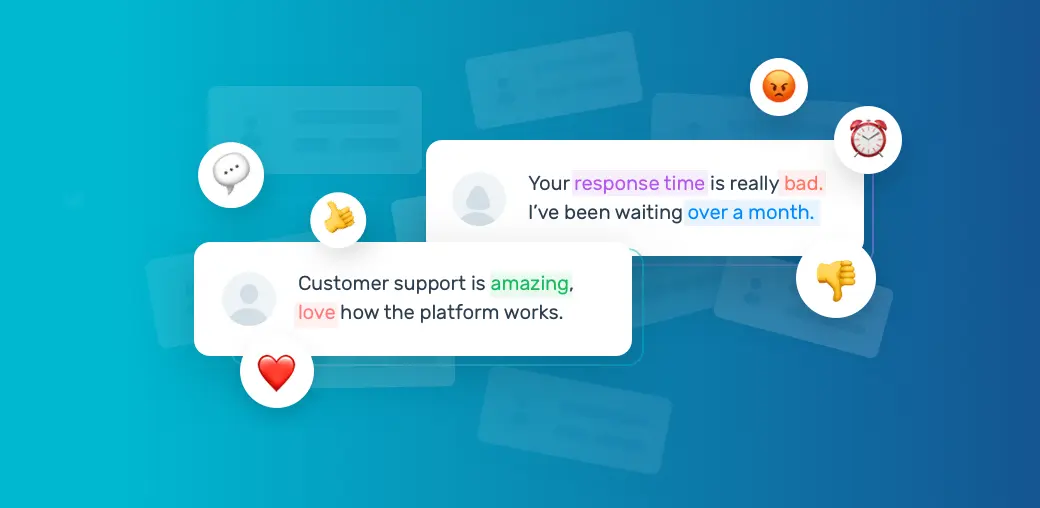 Your response time is really bad.
I’ve been waiting over a month.
Customer support is amazing,
love how the platform works.